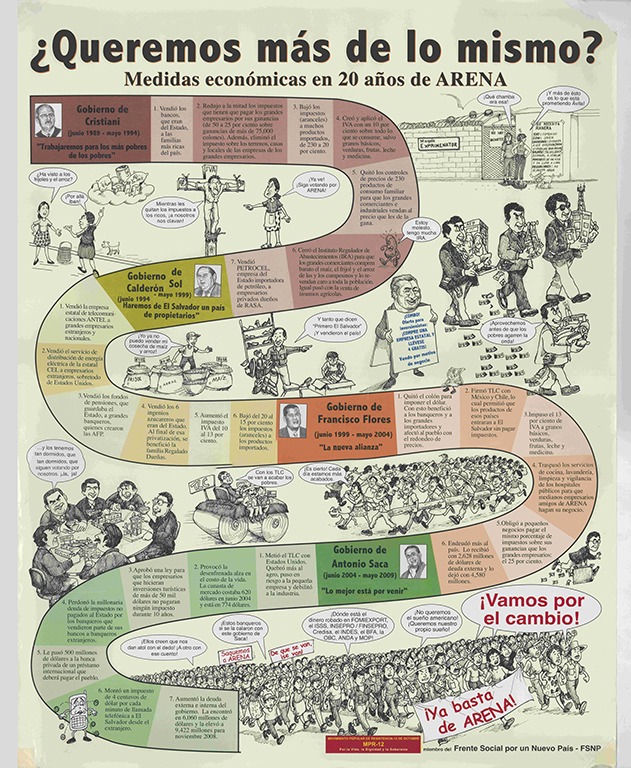 ¿Queremos más de lo mismo?
Medidas económicas en 20 años de ARENA
Gobierno de
Cristiani
(junio 1989 - mayo 1994)
"Trabajaremos para los más pobres
de los pobres"
1. Vendió los
bancos,
que eran
del Estado,
a las
familias
más ricas
del país.
2. Redujo a la mitad los impuestos
que tienen que pagar los grandes
empresarios por sus ganancias
(de 50 a 25 por ciento sobre
ganancias de más de 75,000
colones). Además, eliminó el
impuesto sobre los termos, casas
y locales de las empresas de los
grandes empresarios.
3. Bajó los
impuestos
(aranceles)
a muchos
productos
importados,
de 230 a 20
por ciento.
4. Creó y aplicó el
IVA con un 10 por
ciento sobre todo lo
que se consume, salvo
granos básicos,
verduras, frutas, leche
y medicina.
¡Qué chamba
era esa!
¡Y más de esto
es lo que está
prometiendo Ávila!
5. Quitó los controles
de precios de 230
productos de
consumo familiar
para que los grandes
comerciantes e
industriales vendan al
precio que les de la
gana.
¿Ha visto a los
frijoles y el arroz?
¡Por allá
iban!
Mientras les
quitan los impuestos a
los ricos, ¡a nosotros
nos clavan!
¡Ya ve!
¡Siga votando por
ARENA!
Estoy
molesto,
tengo mucha
IRA
6. Cerró el Instituto Regulador de
Abastecimientos (IRA) para que
los grandes comerciantes compren
barato el maíz, el frijol y el arroz de
las y los campesinos y lo re-
vendan caro a toda la población.
Igual pasó con la venta de
insumos agrícolas.
7. Vendió
PETROCEL,
empresa del
Estado importadora
de petróleo, a
empresarios
privados dueños
de RASA.
Gobierno de
Calderón Sol
(junio 1994 - mayo 1999)
"Haremos de El Salvador un país
de propietarios"
1. Vendió la empresa
estatal de telecomuni-
caciones ANTEL a
grandes empresarios
extranjeros y
nacionales.
2. Vendió el servicio de
distribución de energía
eléctrica de la estatal
CEL a empresarios
extranjeros, sobretodo
de Estados Unidos.
¡Yo ya no
puedo vender mi
cosecha de maíz
y arroz!
Y tanto que dicen
"Primero El Salvador"
¡Y vendieron el país!
¡Aprovechemos
antes de que los
pobres agarren la
onda!
3. Vendió los
fondos de
pensiones, que
guardaba el
Estado, a grandes
banqueros,
quienes crearon
las AFP.
4. Vendió los 6
ingenios
azucareros que
eran del Estado.
Al final de esa
privatización, se
benefició la
familia Regalado
Dueñas.
5. Aumentó el
impuesto
IVA del 10
al 13 por
ciento.
6. Bajó del 20 al
15 por ciento
los impuestos
(aranceles) a
los productos
importados.
Gobierno de
Francisco Flores
(junio 1999 - mayo 2004)
"La nueva alianza"
1. Quitó el colón para
imponer el dólar.
Con esto benefició
a los banqueros y a
los grandes
importadores y
afectó al pueblo con
el redondeo de
precios.
2. Firmó TLC con
México y Chile, lo
cual permitió que los
productos de esos
países entraran a El
Salvador sin pagar
impuestos.
3. Impuso el 13
por ciento de
IVA a granos
básicos,
verduras,
frutas, leche y
medicina.
4. Traspasó los servicios
de cocina, lavandería,
limpieza y vigilancia
de los hospitales
públicos para que
medianos empresarios
amigos de ARENA
hagan su negocio.
5. Obligó a pequeños
negocios pagar el
mismo porcentaje de
impuestos sobre sus
ganancias que los
grandes empresarios:
el 25 por ciento.
6. Endeudó más al
país. Lo recibió
con 2,628 millones
de dólares de
deuda externa y lo
dejó con 4,580
millones.
...y los tenemos
tan dormidos, que
tan dormidos, que
siguen votando por
nosotros. ¡Ja, ja!
Con los TLC
se van a acabar los
pobres.
¡Es cierto! Cada
día estamos más
acabados.
Gobierno de
Antonio Saca
(junio 2004 - mayo 2009)
"Lo mejor está por venir"
1. Metió el TLC con
Estados Unidos.
Quebró más al
agro, puso en
riesgo a la pequeña
empresa y debilitó
a la industria.
2. Provocó la
desenfrenada alza en
el costo de la vida.
La canasta de
mercado costaba 620
dólares en junio 2004
y está en 774 dólares.
3. Aprobó una ley para
que los empresarios
que hicieran
inversiones turísticas
de más de 50 mil
dólares no pagaran
ningún impuesto
durante 10 años.
4. Perdonó la millonaria
deuda de impuestos no
pagados al Estado por
los banqueros que
vendieron parte de sus
bancos a banqueros
extranjeros.
5. Le pasó 500 millones
de dólares a la banca
privada de un préstamo
internacional que
deberá pagar el pueblo.
6. Montó un impuesto
de 4 centavos de
dólar por cada
minuto de llamada
telefónica a El
Salvador desde el
extranjero.
7. Aumentó la deuda
externa e interna del
gobierno. La encontró
en 6,060 millones de
dólares y la elevó a
9,422 millones para
noviembre 2008.
¡Ellos creen que nos
dan atol con el dedo! ¡A otro con
ese cuento!
¡Estos banqueros
si se la rajaron con este
gobierno de Saca!
¿Dónde está el
dinero robado en FOMIEXPORT,
el ISSS, INSEPRO / FINSEPRO,
Credisa, el INDES, el BFA, la
OBC, ANDA y MOP!
¡No queremos
el sueño americano!
¡Queremos nuestro
propio sueño!
¡Vamos por
el cambio!
Saquemos
a ARENA
De que se van,
¡se van!
¡Ya basta
de ARENA!
MOVIMIENTO POPULAR DE RESISTENCIA 12 DE OCTUBRE
MPR-12
Por la Vida, la Dignidad y la Soberanía
miembro del Frente Social por un Nuevo País - FSNP